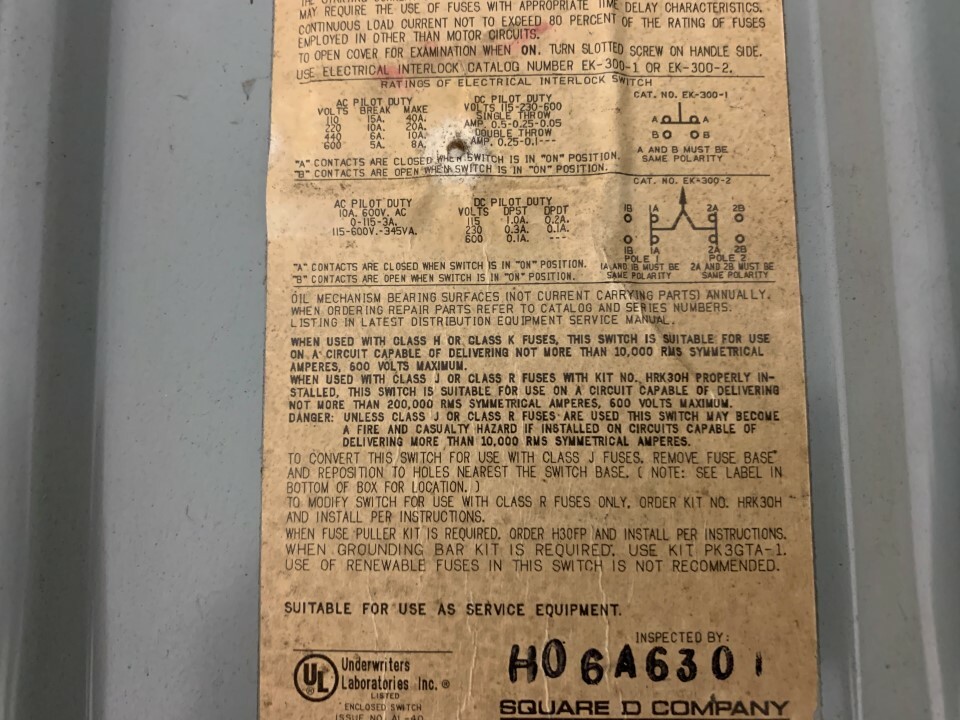 MAY REQUIRE THE USE OF FUSES WITH APPROPRIATE TIME DELAY CHARACTERISTICS.
CONTINUOUS LOAD CURRENT NOT TO EXCEED 80 PERCENT OF THE RATING OF FUSES
EMPLOYED IN OTHER THAN MOTOR CIRCUITS.
TO OPEN COVER FOR EXAMINATION WHEN ON. TURN SLOTTED SCREW ON HANDLE SIDE.
USE ELECTRICAL INTERLOCK CATALOG NUMBER EK-300-1 OR EK-300-2.
RATINGS OF ELECTRICAL INTERLOCK SWITCH
AC PILOT DUTY
VOLTS BREAK MAKE
110 15A. 40A.
220 10A. 20A.
440 6A. 10A.
600 5A. 8A.
DC PILOT DUTY
VOLTS 115-230-600
SINGLE THROW
AMP. 0.5-0.25-0.05
DOUBLE THROW
AMP. 0.25-0.1---
CAT. NO. EK-300-1
A A
B B
A AND B MUST BE
SAME POLARITY
"A" CONTACTS ARE CLOSED WHEN SWITCH IS IN "ON" POSITION.
"B" CONTACTS ARE OPEN WHEN SWITCH IS IN "ON" POSITION.
AC PILOT DUTY
10A. 600V. AC
0-115-3A.
115-600V.-345VA.
DC PILOT DUTY
VOLTS DPST DPDT
115 1.0A. 0.2A.
230 0.3A. 0.1A.
600 0.1A. ---
CAT. NO. EK-300-2
1B 1A 2A 2B
1B 1A 2A 2B
POLE 1 POLE 2
1A AND 1B MUST BE SAME POLARITY
2A AND 2B MUST BE SAME POLARITY
"A" CONTACTS ARE CLOSED WHEN SWITCH IS IN "ON" POSITION.
"B" CONTACTS ARE OPEN WHEN SWITCH IS IN "ON" POSITION.
OIL MECHANISM BEARING SURFACES (NOT CURRENT CARRYING PARTS) ANNUALLY.
WHEN ORDERING REPAIR PARTS REFER TO CATALOG AND SERIES NUMBERS.
LISTING IN LATEST DISTRIBUTION EQUIPMENT SERVICE MANUAL.
WHEN USED WITH CLASS H OR CLASS K FUSES, THIS SWITCH IS SUITABLE FOR USE
ON A CIRCUIT CAPABLE OF DELIVERING NOT MORE THAN 10,000 RMS SYMMETRICAL
AMPERES, 600 VOLTS MAXIMUM.
WHEN USED WITH CLASS J OR CLASS R FUSES WITH KIT NO. HRK30H PROPERLY IN-
STALLED, THIS SWITCH IS SUITABLE FOR USE ON A CIRCUIT CAPABLE OF DELIVERING
NOT MORE THAN 200,000 RMS SYMMETRICAL AMPERES, 600 VOLTS MAXIMUM.
DANGER: UNLESS CLASS J OR CLASS R FUSES ARE USED THIS SWITCH MAY BECOME
A FIRE AND CASUALTY HAZARD IF INSTALLED ON CIRCUITS CAPABLE OF
DELIVERING MORE THAN 10,000 RMS SYMMETRICAL AMPERES.
TO CONVERT THIS SWITCH FOR USE WITH CLASS J FUSES. REMOVE FUSE BASE
AND REPOSITION TO HOLES NEAREST THE SWITCH BASE. ( NOTE: SEE LABEL IN
BOTTOM OF BOX FOR LOCATION. )
TO MODIFY SWITCH FOR USE WITH CLASS R FUSES ONLY, ORDER KIT NO. HRK30H
AND INSTALL PER INSTRUCTIONS.
WHEN FUSE PULLER KIT IS REQUIRED. ORDER H30FP AND INSTALL PER INSTRUCTIONS.
WHEN GROUNDING BAR KIT IS REQUIRED. USE KIT PK3GTA-1.
USE OF RENEWABLE FUSES IN THIS SWITCH IS NOT RECOMMENDED.
SUITABLE FOR USE AS SERVICE EQUIPMENT.
INSPECTED BY:
H06A6301
UL
Underwriters
Laboratories Inc.®
LISTED
ENCLOSED SWITCH
ISSUE NO. AL-40
SQUARE D COMPANY